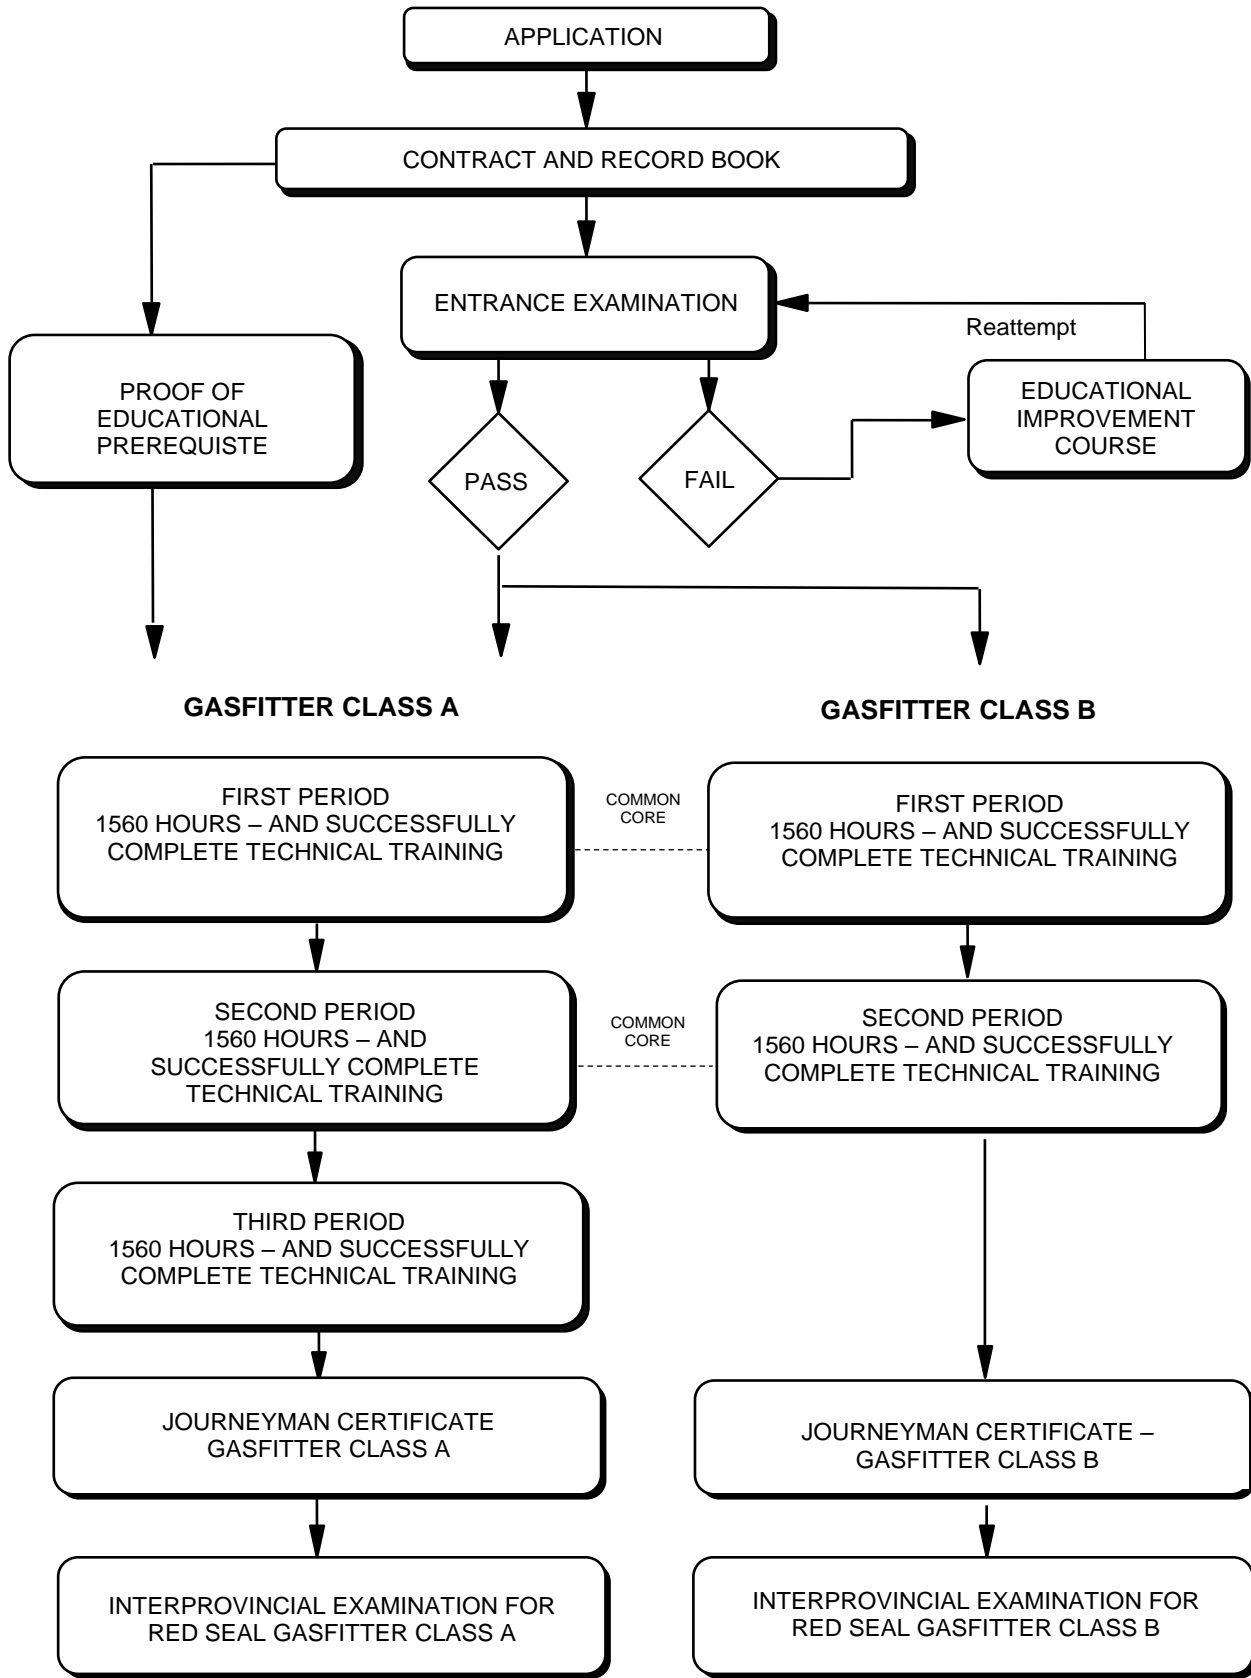 APPLICATION
CONTRACT AND RECORD BOOK
ENTRANCE EXAMINATION
Reattempt
PROOF OF
EDUCATIONAL
PREREQUISTE
EDUCATIONAL
IMPROVEMENT
COURSE
PASS
FAIL
GASFITTER CLASS A
GASFITTER CLASS B
FIRST PERIOD
1560 HOURS – AND SUCCESSFULLY
COMPLETE TECHNICAL TRAINING
COMMON
CORE
FIRST PERIOD
1560 HOURS – AND SUCCESSFULLY
COMPLETE TECHNICAL TRAINING
SECOND PERIOD
1560 HOURS – AND
SUCCESSFULLY COMPLETE
TECHNICAL TRAINING
COMMON
CORE
SECOND PERIOD
1560 HOURS – AND SUCCESSFULLY
COMPLETE TECHNICAL TRAINING
THIRD PERIOD
1560 HOURS – AND SUCCESSFULLY
COMPLETE TECHNICAL TRAINING
JOURNEYMAN CERTIFICATE
GASFITTER CLASS A
JOURNEYMAN CERTIFICATE –
GASFITTER CLASS B
INTERPROVINCIAL EXAMINATION FOR
RED SEAL GASFITTER CLASS A
INTERPROVINCIAL EXAMINATION FOR
RED SEAL GASFITTER CLASS B